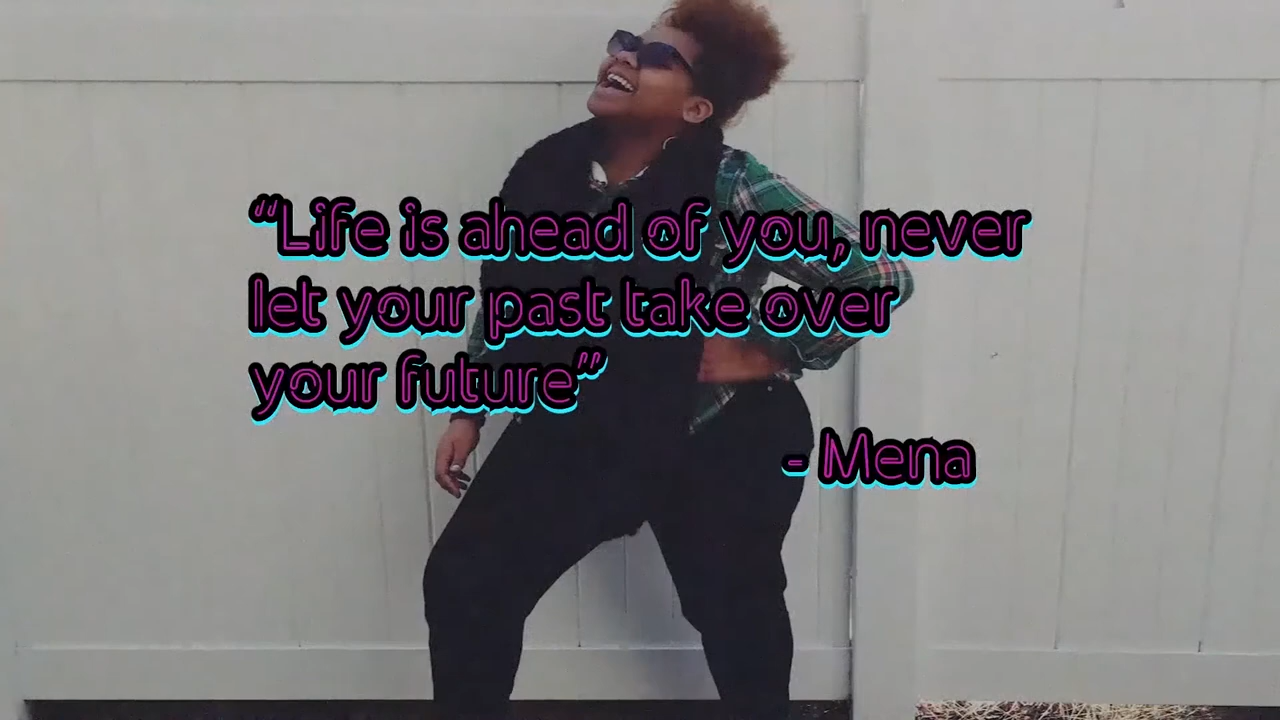 “Life is ahead of you, never
let your past take over
your future”
- Mena